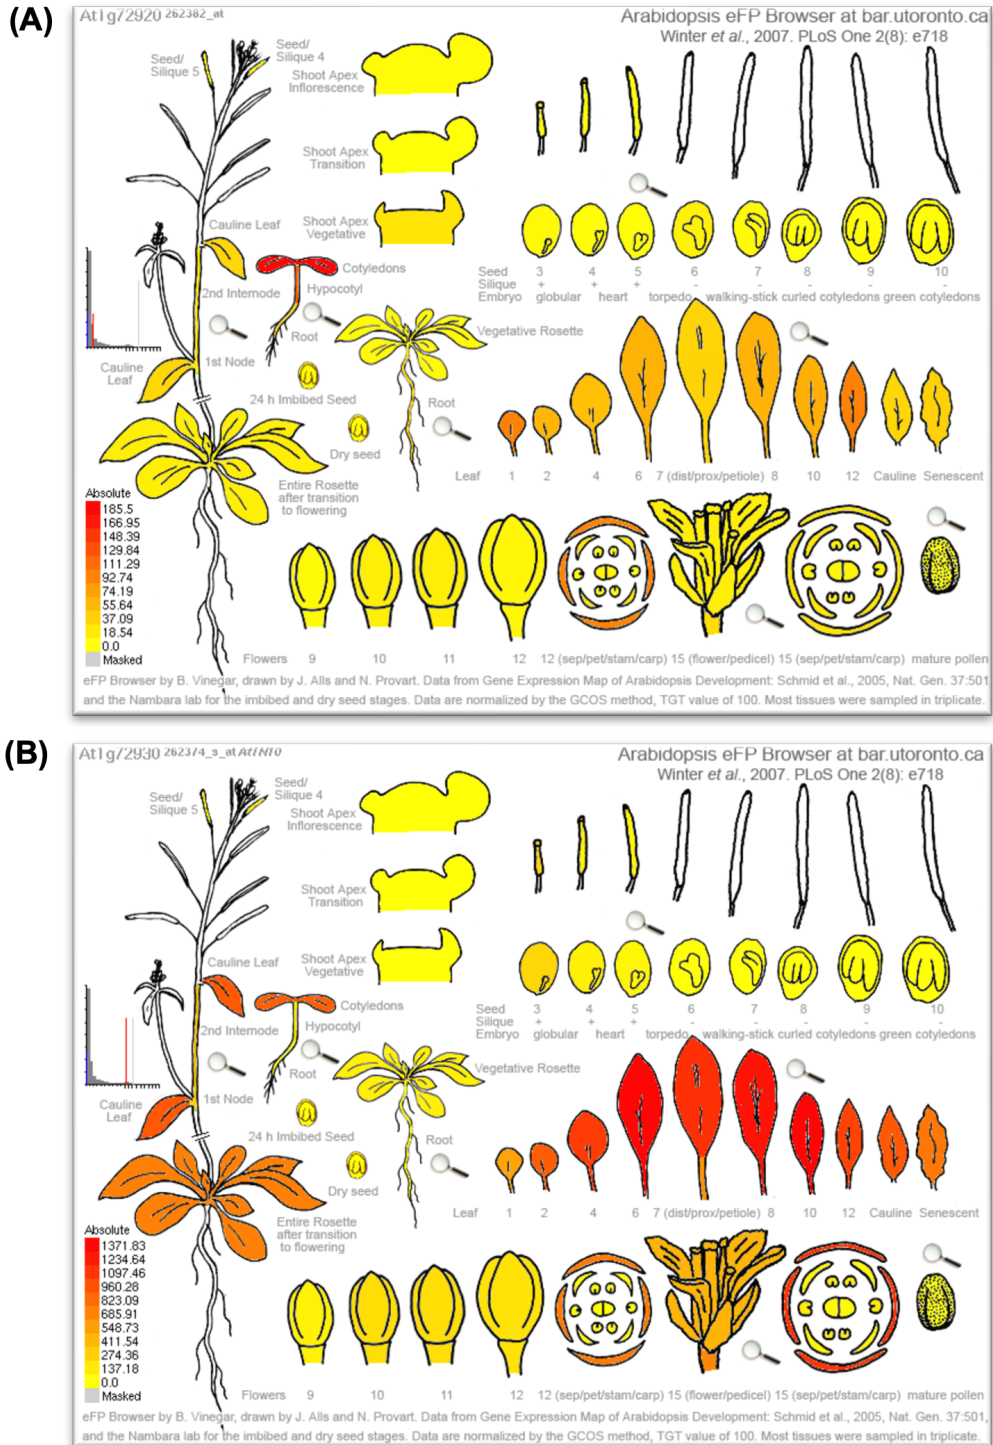 (A)
At1g72920 262382_at
Arabidopsis eFP Browser at bar.utoronto.ca
Winter et al., 2007. PLoS One 2(8): e718
Seed/
Silique 5
Seed/
Silique 4
Shoot Apex
Inflorescence
Shoot Apex
Transition
Shoot Apex
Vegetative
Cauline Leaf
2nd Internode
Cotyledons
Hypocotyl
Root
1st Node
Cauline
Leaf
24 h Imbibed Seed
Dry seed
Vegetative Rosette
Root
Entire Rosette
after transition
to flowering
Seed 3 4 5 6 7 8 9 10
Silique + + + - - - - -
Embryo globular heart torpedo walking-stick curled cotyledons green cotyledons
Leaf 1 2 4 6 7 (dist/prox/petiole) 8 10 12 Cauline Senescent
Absolute
185.5
166.95
148.39
129.84
111.29
92.74
74.19
55.64
37.09
18.54
0.0
Masked
Flowers 9 10 11 12 12 (sep/pet/stam/carp) 15 (flower/pedicel) 15 (sep/pet/stam/carp) mature pollen
eFP Browser by B. Vinegar, drawn by J. Alls and N. Provart. Data from Gene Expression Map of Arabidopsis Development: Schmid et al., 2005, Nat. Gen. 37:501
and the Nambara lab for the imbibed and dry seed stages. Data are normalized by the GCOS method, TGT value of 100. Most tissues were sampled in triplicate.
(B)
At1g72930 262374_s_at AtTN10
Arabidopsis eFP Browser at bar.utoronto.ca
Winter et al., 2007. PLoS One 2(8): e718
Seed/
Silique 5
Seed/
Silique 4
Shoot Apex
Inflorescence
Shoot Apex
Transition
Shoot Apex
Vegetative
Cauline Leaf
2nd Internode
Cotyledons
Hypocotyl
Root
1st Node
Cauline
Leaf
24 h Imbibed Seed
Dry seed
Vegetative Rosette
Root
Entire Rosette
after transition
to flowering
Seed 3 4 5 6 7 8 9 10
Silique + + + - - - - -
Embryo globular heart torpedo walking-stick curled cotyledons green cotyledons
Leaf 1 2 4 6 7 (dist/prox/petiole) 8 10 12 Cauline Senescent
Absolute
1371.83
1234.64
1097.46
960.28
823.09
685.91
548.73
411.54
274.36
137.18
0.0
Masked
Flowers 9 10 11 12 12 (sep/pet/stam/carp) 15 (flower/pedicel) 15 (sep/pet/stam/carp) mature pollen
eFP Browser by B. Vinegar, drawn by J. Alls and N. Provart. Data from Gene Expression Map of Arabidopsis Development: Schmid et al., 2005, Nat. Gen. 37:501,
and the Nambara lab for the imbibed and dry seed stages. Data are normalized by the GCOS method, TGT value of 100. Most tissues were sampled in triplicate.